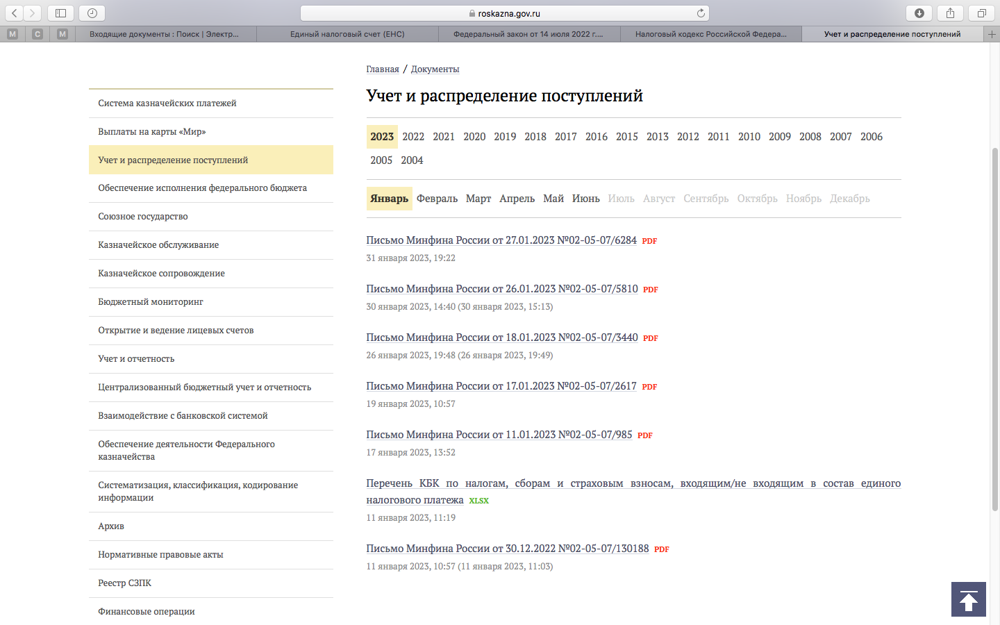 roskazna.gov.ru
M
C
M
Входящие документы : Поиск | Электр...
Единый налоговый счет (ЕНС)
Федеральный закон от 14 июля 2022 г....
Налоговый кодекс Российской Федера...
Учет и распределение поступлений
Главная / Документы
Учет и распределение поступлений
2023 2022 2021 2020 2019 2018 2017 2016 2015 2013 2012 2011 2010 2009 2008 2007 2006
2005 2004
Январь Февраль Март Апрель Май Июнь Июль Август Сентябрь Октябрь Ноябрь Декабрь
Система казначейских платежей
Выплаты на карты «Мир»
Учет и распределение поступлений
Обеспечение исполнения федерального бюджета
Союзное государство
Казначейское обслуживание
Казначейское сопровождение
Бюджетный мониторинг
Открытие и ведение лицевых счетов
Учет и отчетность
Централизованный бюджетный учет и отчетность
Взаимодействие с банковской системой
Обеспечение деятельности Федерального
казначейства
Систематизация, классификация, кодирование
информации
Архив
Нормативные правовые акты
Реестр СЗПК
Финансовые операции
Письмо Минфина России от 27.01.2023 №02-05-07/6284 PDF
31 января 2023, 19:22
Письмо Минфина России от 26.01.2023 №02-05-07/5810 PDF
30 января 2023, 14:40 (30 января 2023, 15:13)
Письмо Минфина России от 18.01.2023 №02-05-07/3440 PDF
26 января 2023, 19:48 (26 января 2023, 19:49)
Письмо Минфина России от 17.01.2023 №02-05-07/2617 PDF
19 января 2023, 10:57
Письмо Минфина России от 11.01.2023 №02-05-07/985 PDF
17 января 2023, 13:52
Перечень КБК по налогам, сборам и страховым взносам, входящим/не входящим в состав единого
налогового платежа XLSX
11 января 2023, 11:19
Письмо Минфина России от 30.12.2022 №02-05-07/130188 PDF
11 января 2023, 10:57 (11 января 2023, 11:03)